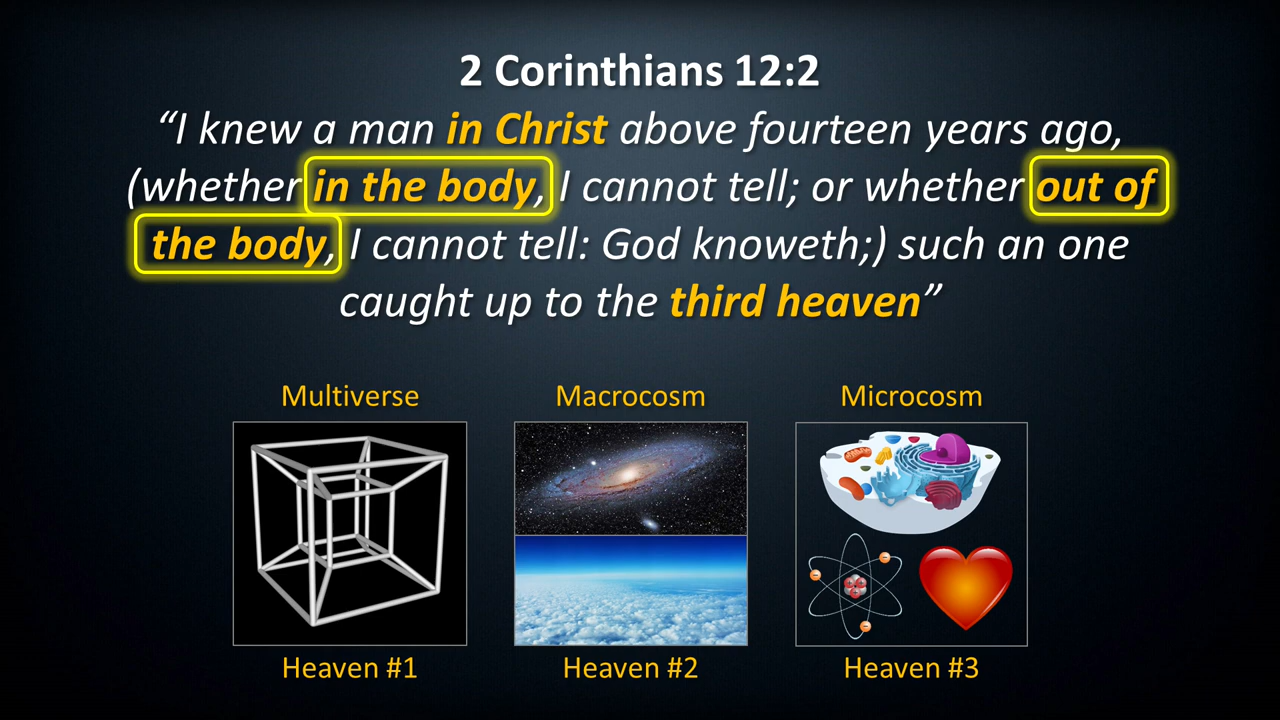 2 Corinthians 12:2
“I knew a man in Christ above fourteen years ago,
(whether in the body, I cannot tell; or whether out of
the body, I cannot tell: God knoweth;) such an one
caught up to the third heaven”
Multiverse Macrocosm Microcosm
Heaven #1 Heaven #2 Heaven #3